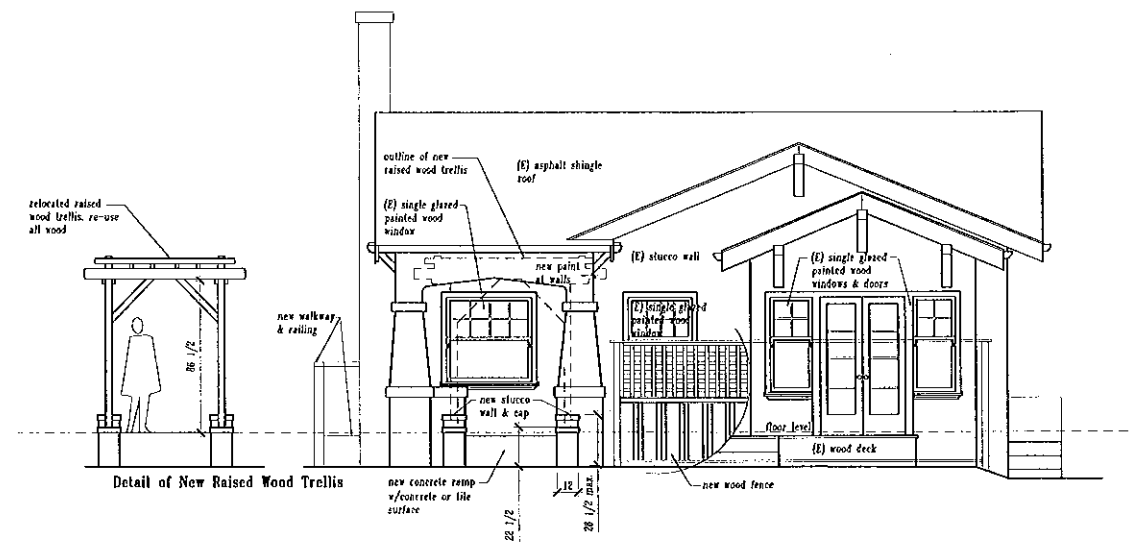 outline of new
raised wood trellis
(E) asphalt shingle
roof
relocated raised
wood trellis, re-use
all wood
(E) single glazed
painted wood
window
new paint
at walls
(E) stucco wall
(E) single glazed
painted wood
windows & doors
(E) single glazed
painted wood
window
new walkway
& railing
86 1/2
new stucco
wall & cap
floor level
(E) wood deck
Detail of New Raised Wood Trellis
new concrete ramp
w/concrete or tile
surface
12
new wood fence
22 1/2
28 1/2 max.